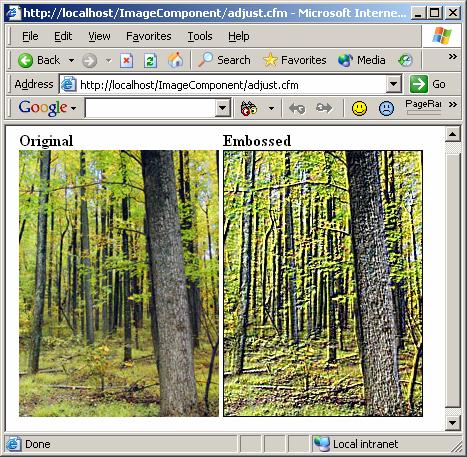 http://localhost/ImageComponent/adjust.cfm - Microsoft Interne...
File Edit View Favorites Tools Help
Back Search Favorites Media
Address http://localhost/ImageComponent/adjust.cfm Go
Google PageRa
Original Embossed
Done Local intranet